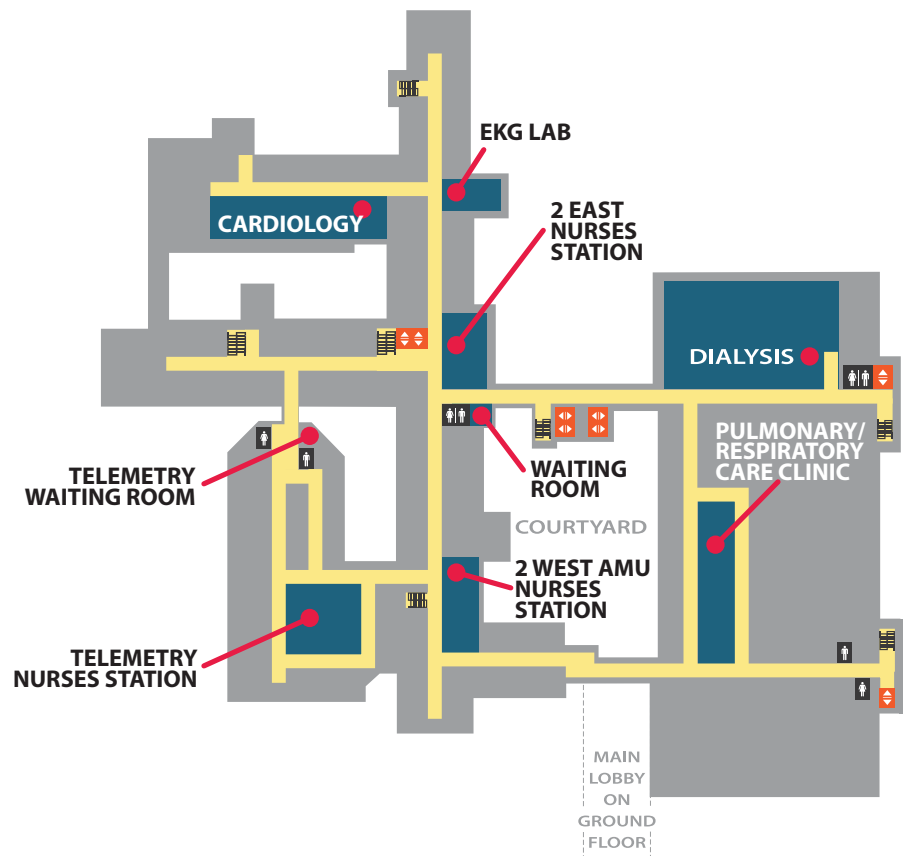 EKG LAB
2 EAST
NURSES
STATION
CARDIOLOGY
DIALYSIS
PULMONARY/
RESPIRATORY
CARE CLINIC
TELEMETRY
WAITING ROOM
WAITING
ROOM
COURTYARD
2 WEST AMU
NURSES
STATION
TELEMETRY
NURSES STATION
MAIN
LOBBY
ON
GROUND
FLOOR